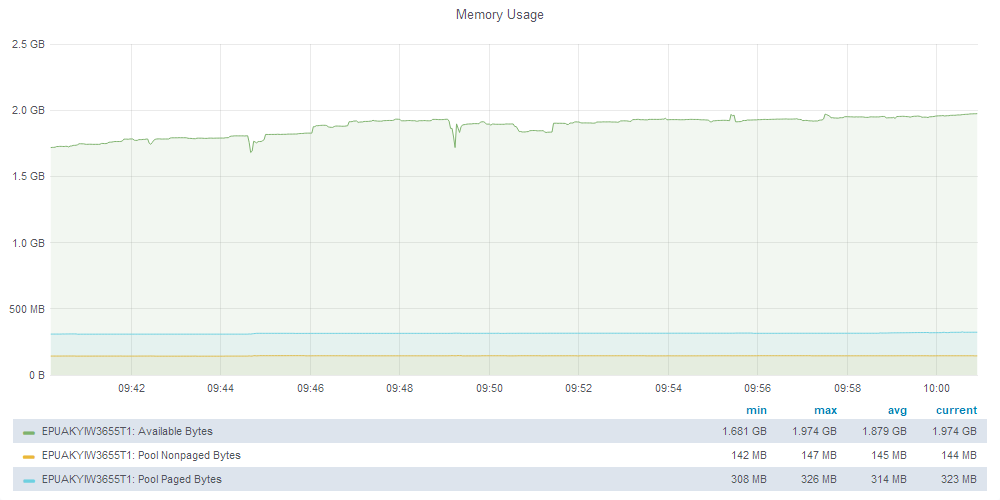 Memory Usage
2.5 GB
2.0 GB
1.5 GB
1.0 GB
500 MB
0 B
09:42 09:44 09:46 09:48 09:50 09:52 09:54 09:56 09:58 10:00
min max avg current
EPUAKYIW3655T1: Available Bytes 1.681 GB 1.974 GB 1.879 GB 1.974 GB
EPUAKYIW3655T1: Pool Nonpaged Bytes 142 MB 147 MB 145 MB 144 MB
EPUAKYIW3655T1: Pool Paged Bytes 308 MB 326 MB 314 MB 323 MB